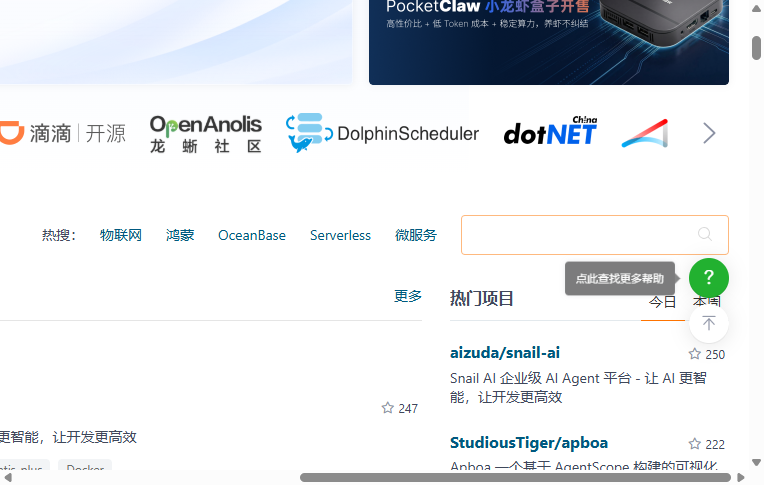 PocketClaw 小龙虾盒子开售
高性价比 + 低 Token 成本 + 稳定算力，养虾不纠结
滴滴 | 开源
OpenAnolis
龙蜥社区
DolphinScheduler
China
dotNET
热搜：
物联网
鸿蒙
OceanBase
Serverless
微服务
点此查找更多帮助
?
更多
热门项目
今日
本周
aizuda/snail-ai
250
Snail AI 企业级 AI Agent 平台 - 让 AI 更智
能，让开发更高效
247
更智能，让开发更高效
StudiousTiger/apboa
222
Apboa 一个基于 AgentScope 构建的可视化
Docker